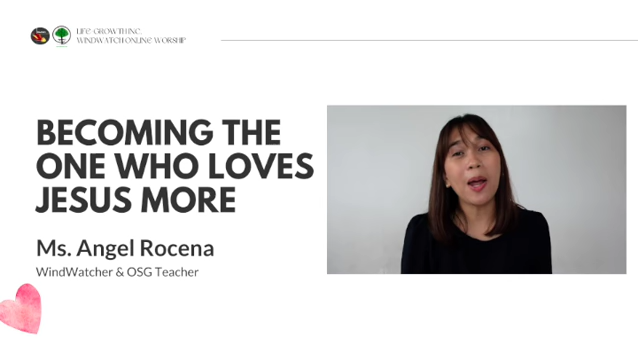 LIFE GROWTH INC.
WINDWATCH ONLINE WORSHIP
BECOMING THE
ONE WHO LOVES
JESUS MORE
Ms. Angel Rocena
WindWatcher & OSG Teacher